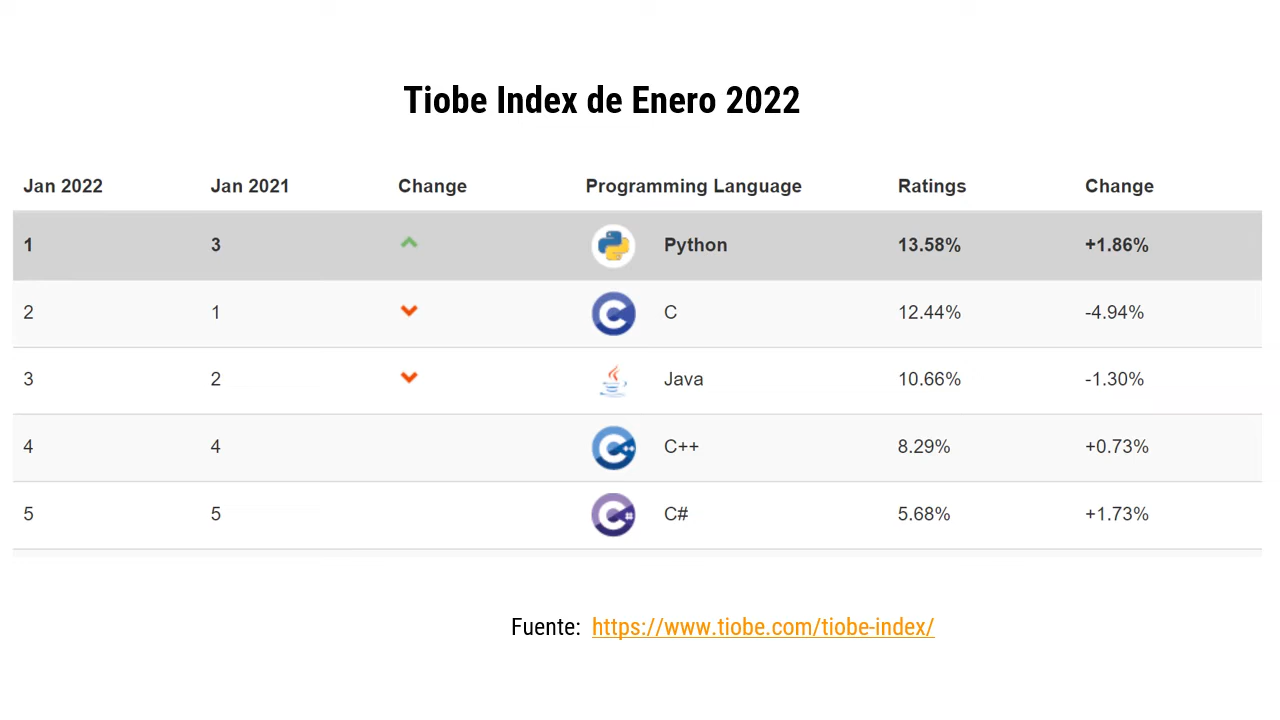 Tiobe Index de Enero 2022
Jan 2022 Jan 2021 Change Programming Language Ratings Change
1 3 Python 13.58% +1.86%
2 1 C 12.44% -4.94%
3 2 Java 10.66% -1.30%
4 4 C++ 8.29% +0.73%
5 5 C# 5.68% +1.73%
Fuente: https://www.tiobe.com/tiobe-index/